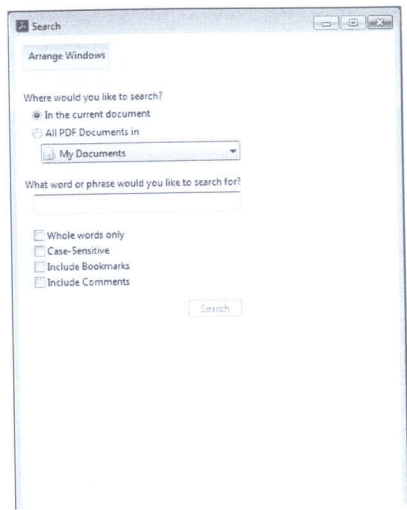 Search
Arrange Windows
Where would you like to search?
In the current document
All PDF Documents in
My Documents
What word or phrase would you like to search for?
Whole words only
Case-Sensitive
Include Bookmarks
Include Comments
Search